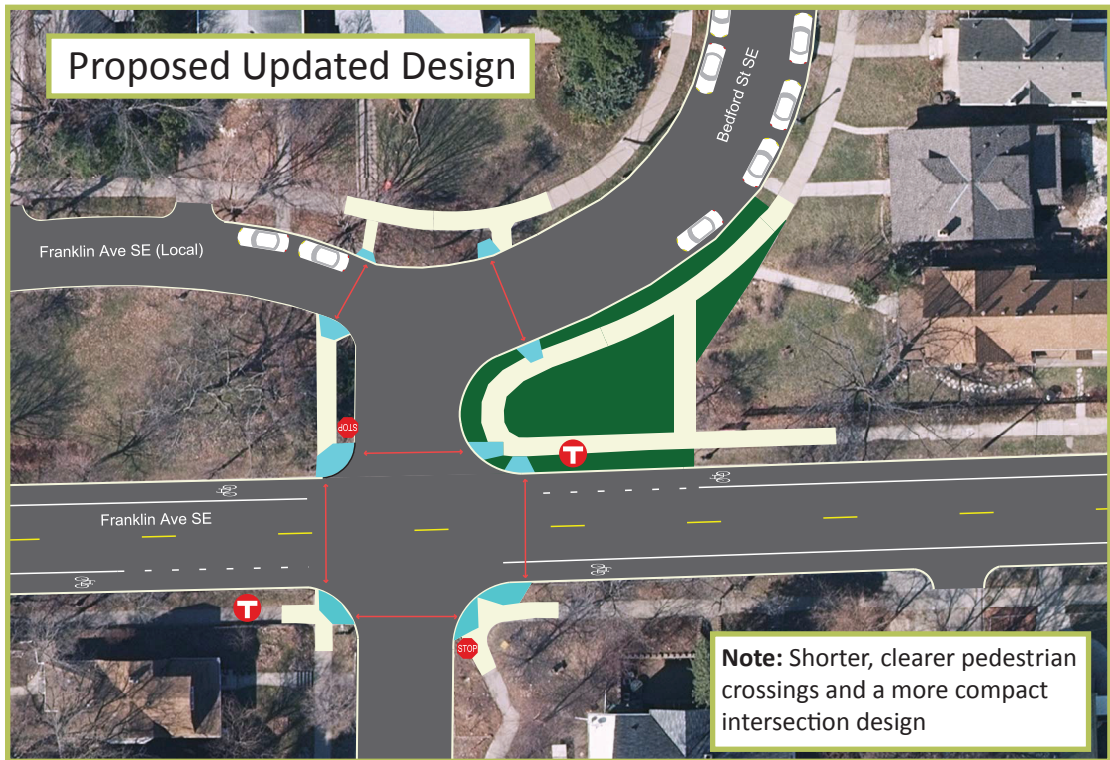 Proposed Updated Design
Bedford St SE
Franklin Ave SE (Local)
STOP
T
Franklin Ave SE
T
STOP
Note: Shorter, clearer pedestrian
crossings and a more compact
intersection design